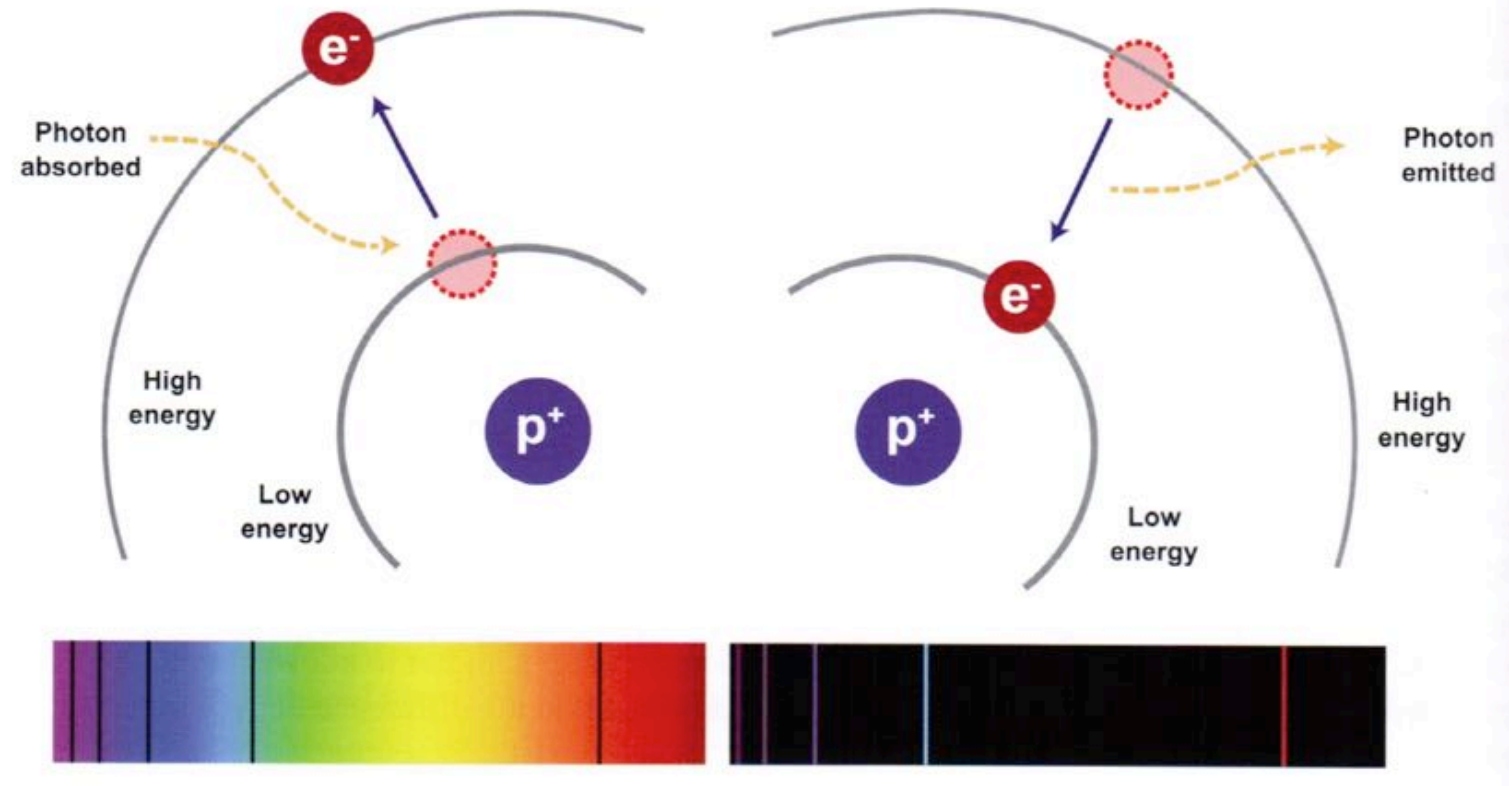 e⁻
Photon
absorbed
High
energy
Low
energy
p⁺
Photon
emitted
e⁻
p⁺
High
energy
Low
energy